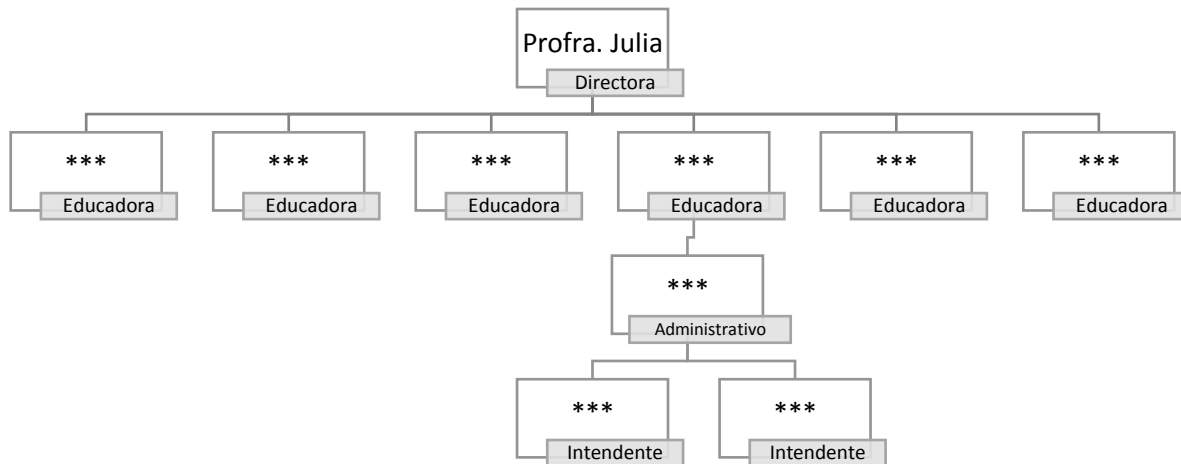 Profra. Julia
Directora
***
***
***
***
***
***
Educadora
Educadora
Educadora
Educadora
Educadora
Educadora
***
Administrativo
***
***
Intendente
Intendente